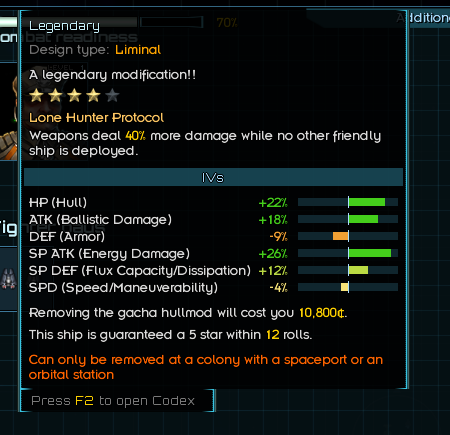 Legendary
70%
Addition
Design type: Liminal
A legendary modification!!
Lone Hunter Protocol
Weapons deal 40% more damage while no other friendly
ship is deployed.
IVs
HP (Hull) +22%
ATK (Ballistic Damage) +18%
DEF (Armor) -9%
SP ATK (Energy Damage) +26%
SP DEF (Flux Capacity/Dissipation) +12%
SPD (Speed/Maneuverability) -4%
Removing the gacha hullmod will cost you 10,800¢.
This ship is guaranteed a 5 star within 12 rolls.
Can only be removed at a colony with a spaceport or an
orbital station
Press F2 to open Codex